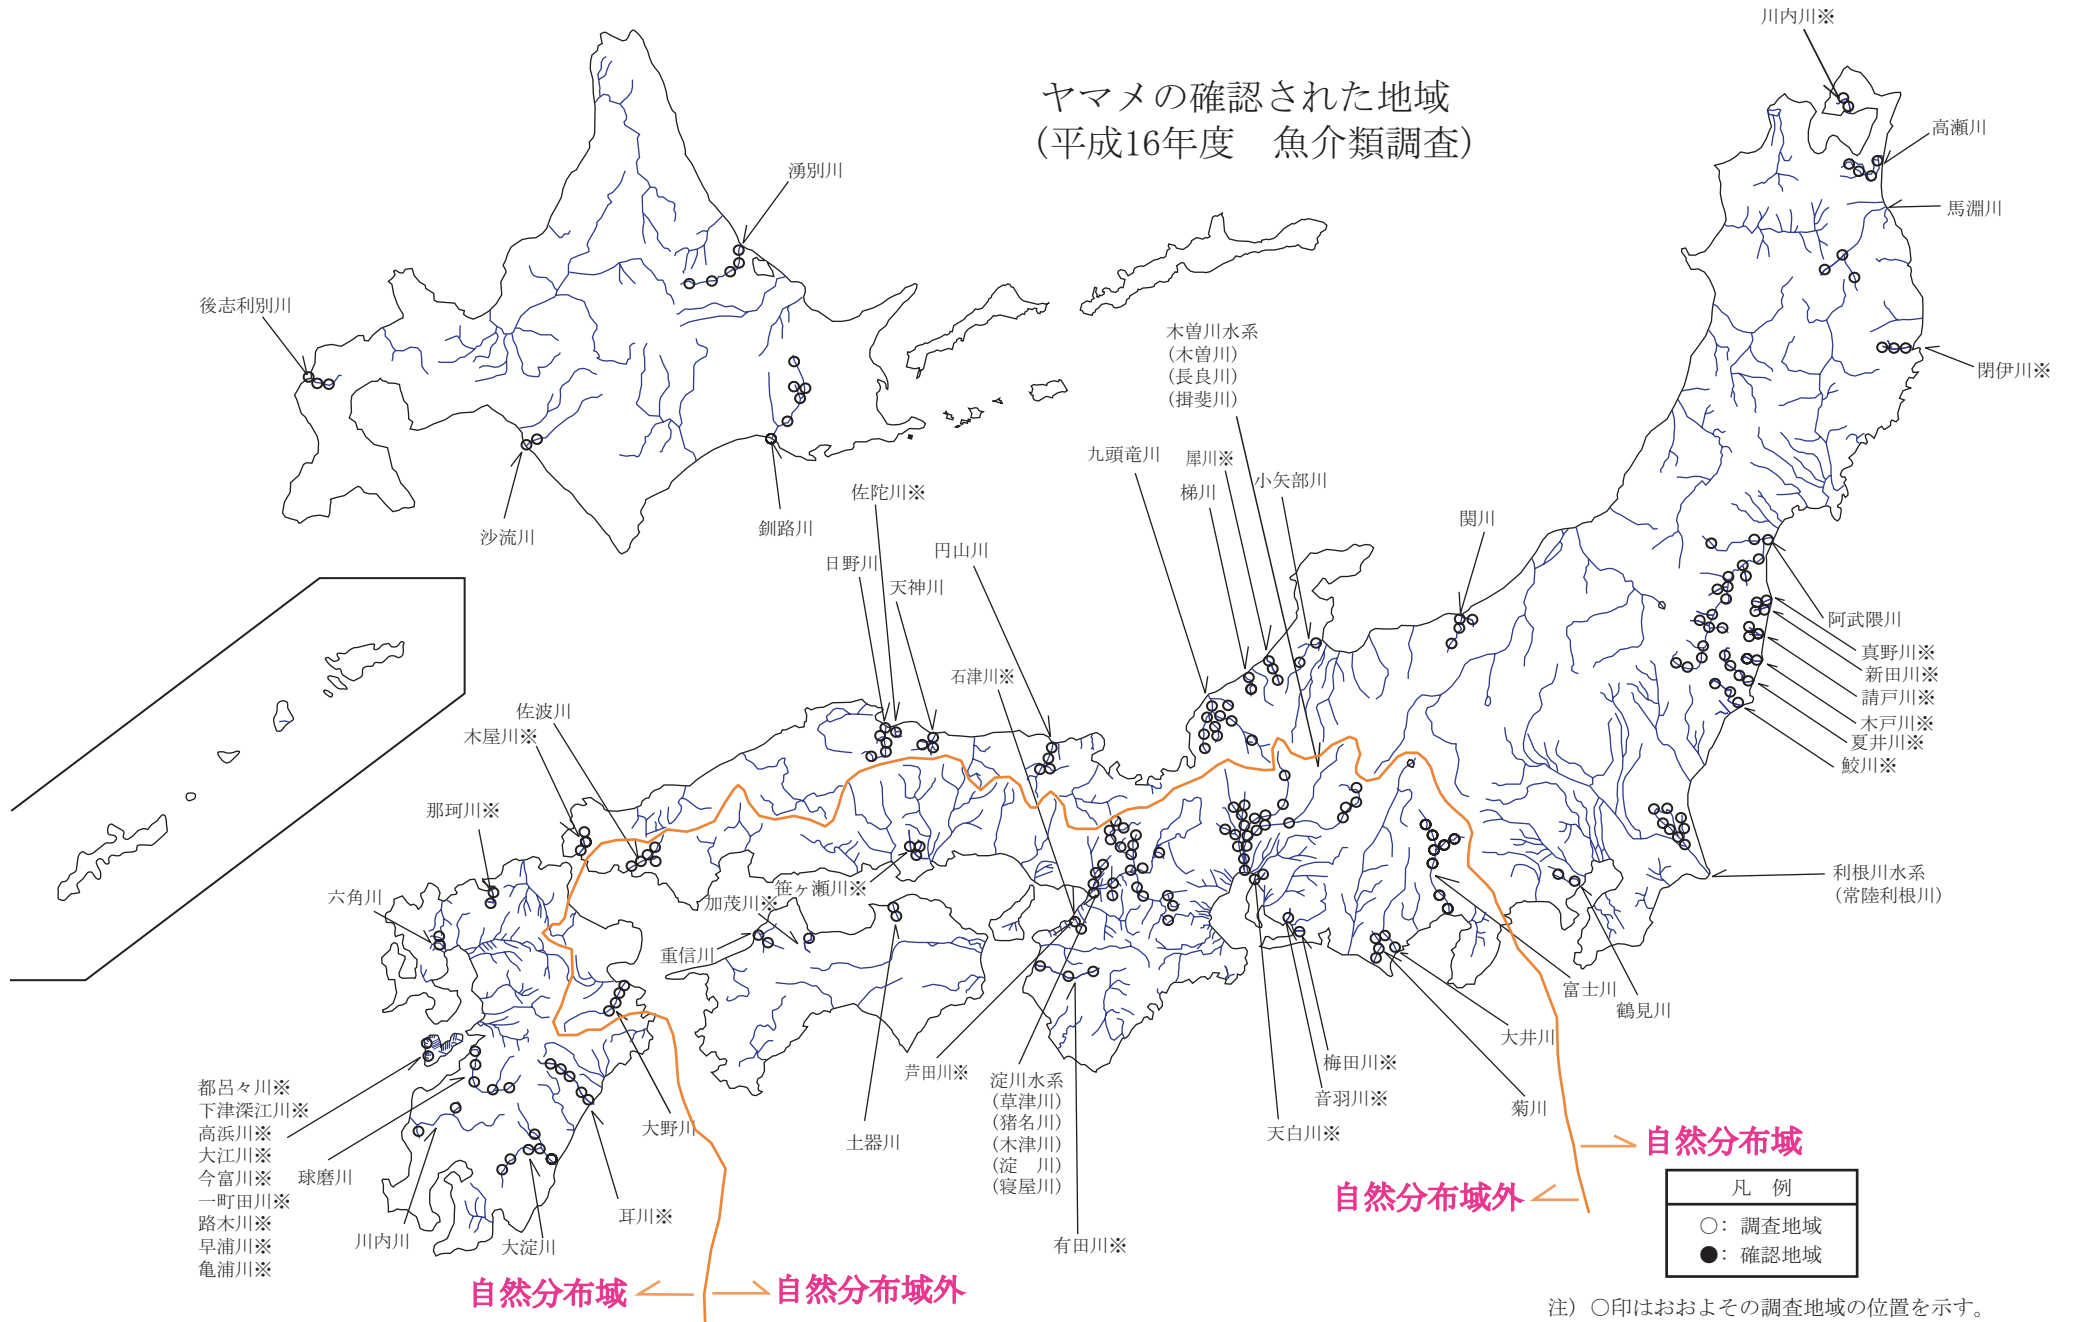 ヤマメの確認された地域
(平成16年度　魚介類調査)
川内川※
高瀬川
馬淵川
閉伊川※
湧別川
後志利別川
沙流川
釧路川
木曽川水系
(木曽川)
(長良川)
(揖斐川)
九頭竜川
犀川※
梯川
小矢部川
関川
佐陀川※
日野川
天神川
円山川
石津川※
佐波川
木屋川※
那珂川※
六角川
阿武隈川
真野川※
新田川※
請戸川※
木戸川※
夏井川※
鮫川※
利根川水系
(常陸利根川)
笹ヶ瀬川※
加茂川※
重信川
富士川
鶴見川
大井川
菊川
梅田川※
音羽川※
天白川※
芦田川※
淀川水系
(草津川)
(猪名川)
(木津川)
(淀　川)
(寝屋川)
有田川※
土器川
大野川
耳川※
大淀川
川内川
球磨川
都呂々川※
下津深江川※
高浜川※
大江川※
今富川※
一町田川※
路木川※
早浦川※
亀浦川※
自然分布域
自然分布域外
自然分布域
自然分布域外
凡　例
○：調査地域
●：確認地域
注）○印はおおよその調査地域の位置を示す。